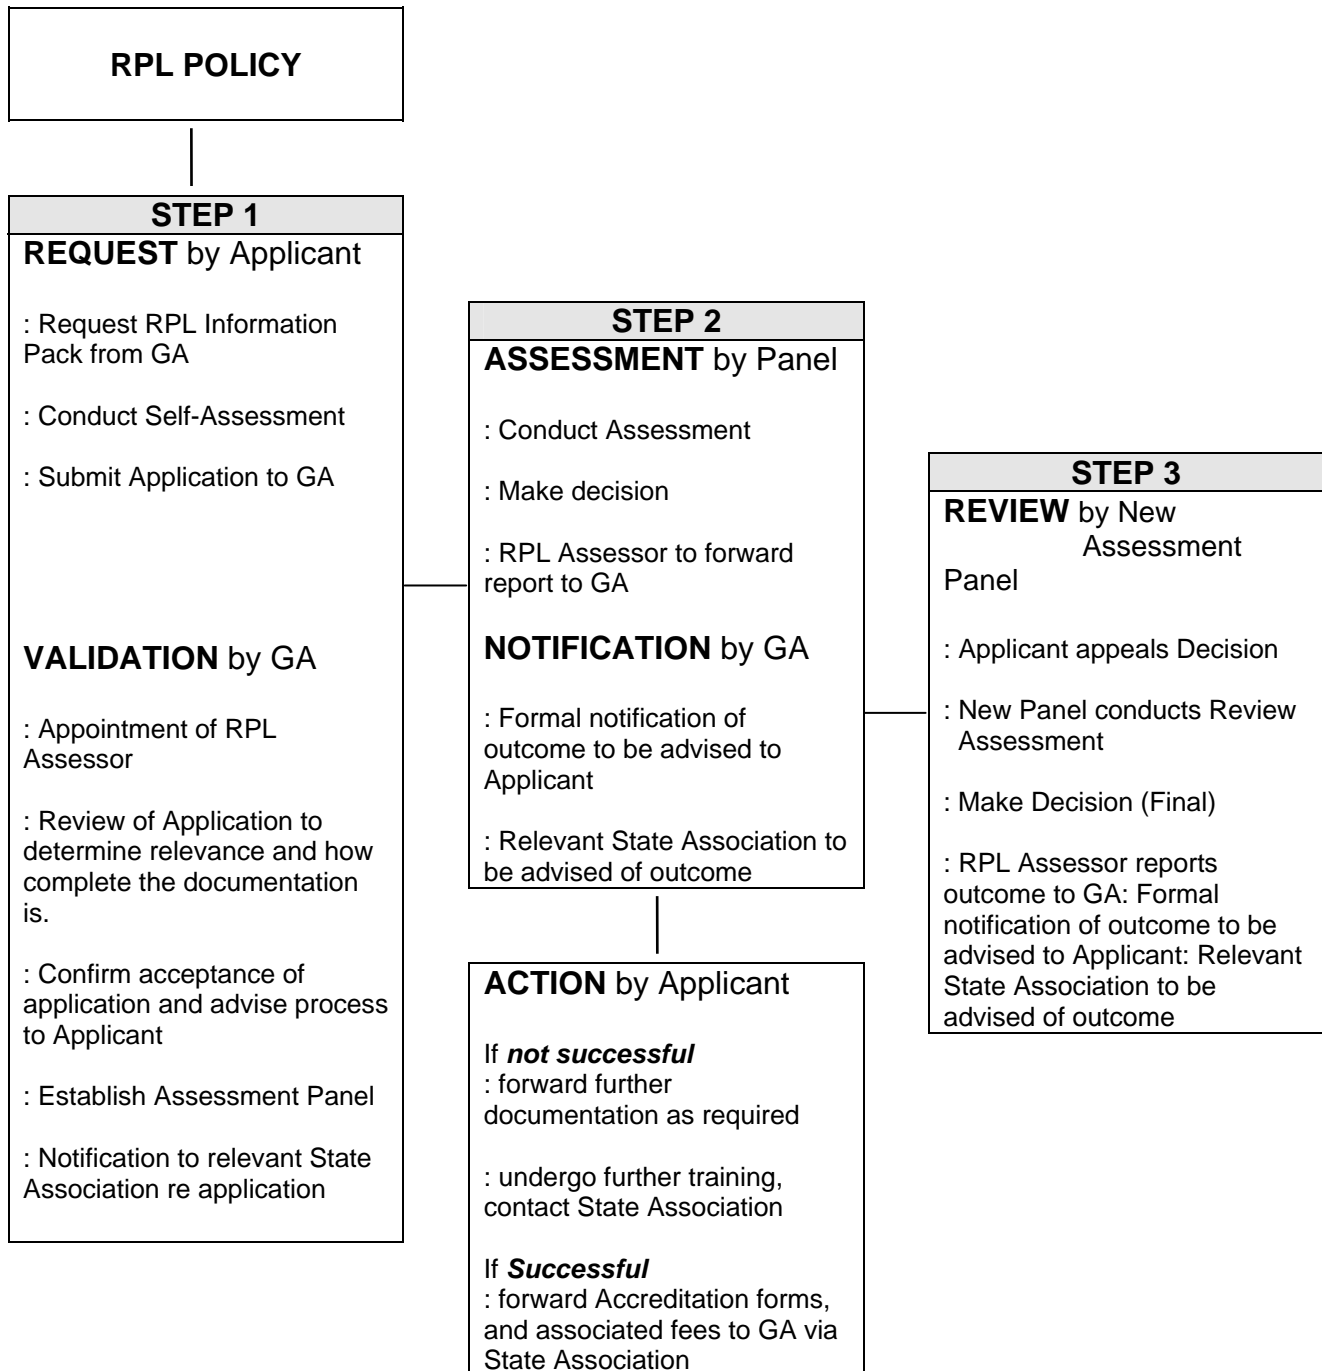 RPL POLICY
STEP 1
REQUEST by Applicant
: Request RPL Information
Pack from GA
: Conduct Self-Assessment
: Submit Application to GA
VALIDATION by GA
: Appointment of RPL
Assessor
: Review of Application to
determine relevance and how
complete the documentation
is.
: Confirm acceptance of
application and advise process
to Applicant
: Establish Assessment Panel
: Notification to relevant State
Association re application
STEP 2
ASSESSMENT by Panel
: Conduct Assessment
: Make decision
: RPL Assessor to forward
report to GA
NOTIFICATION by GA
: Formal notification of
outcome to be advised to
Applicant
: Relevant State Association to
be advised of outcome
ACTION by Applicant
If not successful
: forward further
documentation as required
: undergo further training,
contact State Association
If Successful
: forward Accreditation forms,
and associated fees to GA via
State Association
STEP 3
REVIEW by New
Assessment
Panel
: Applicant appeals Decision
: New Panel conducts Review
Assessment
: Make Decision (Final)
: RPL Assessor reports
outcome to GA: Formal
notification of outcome to be
advised to Applicant: Relevant
State Association to be
advised of outcome